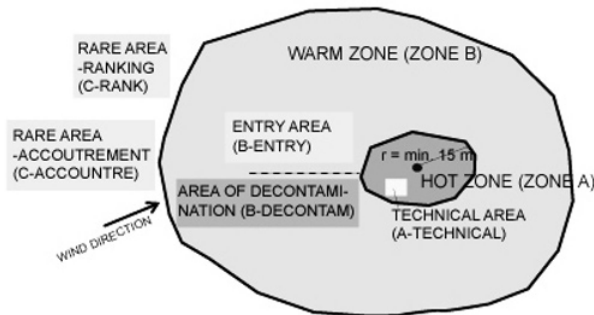 RARE AREA
-RANKING
(C-RANK)
WARM ZONE (ZONE B)
RARE AREA
-ACCOUTREMENT
(C-ACCOUNTRE)
ENTRY AREA
(B-ENTRY)
r = min. 15 m
HOT ZONE (ZONE A)
AREA OF DECONTAMI-
NATION (B-DECONTAM)
TECHNICAL AREA
(A-TECHNICAL)
WIND DIRECTION